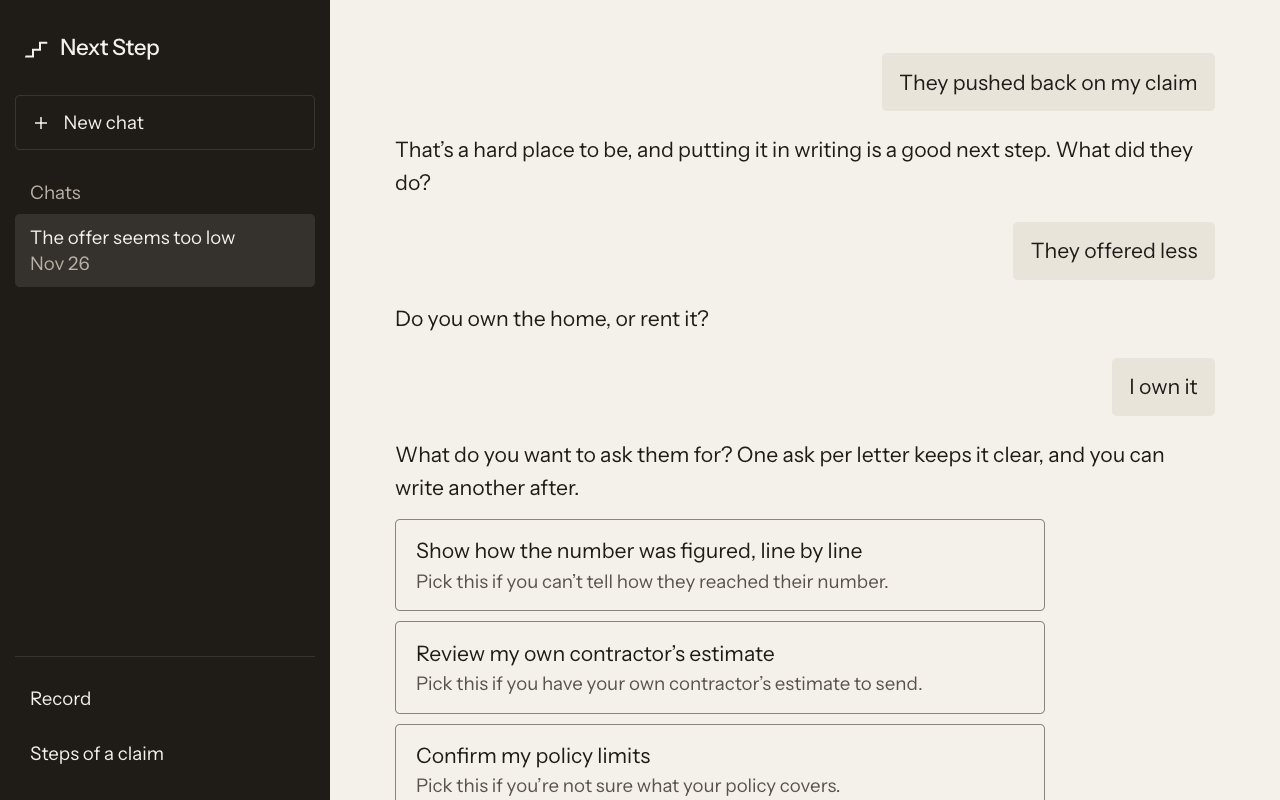 Next Step
+ New chat
Chats
The offer seems too low
Nov 26
Record
Steps of a claim
They pushed back on my claim
That’s a hard place to be, and putting it in writing is a good next step. What did they
do?
They offered less
Do you own the home, or rent it?
I own it
What do you want to ask them for? One ask per letter keeps it clear, and you can
write another after.
Show how the number was figured, line by line
Pick this if you can’t tell how they reached their number.
Review my own contractor’s estimate
Pick this if you have your own contractor’s estimate to send.
Confirm my policy limits
Pick this if you’re not sure what your policy covers.